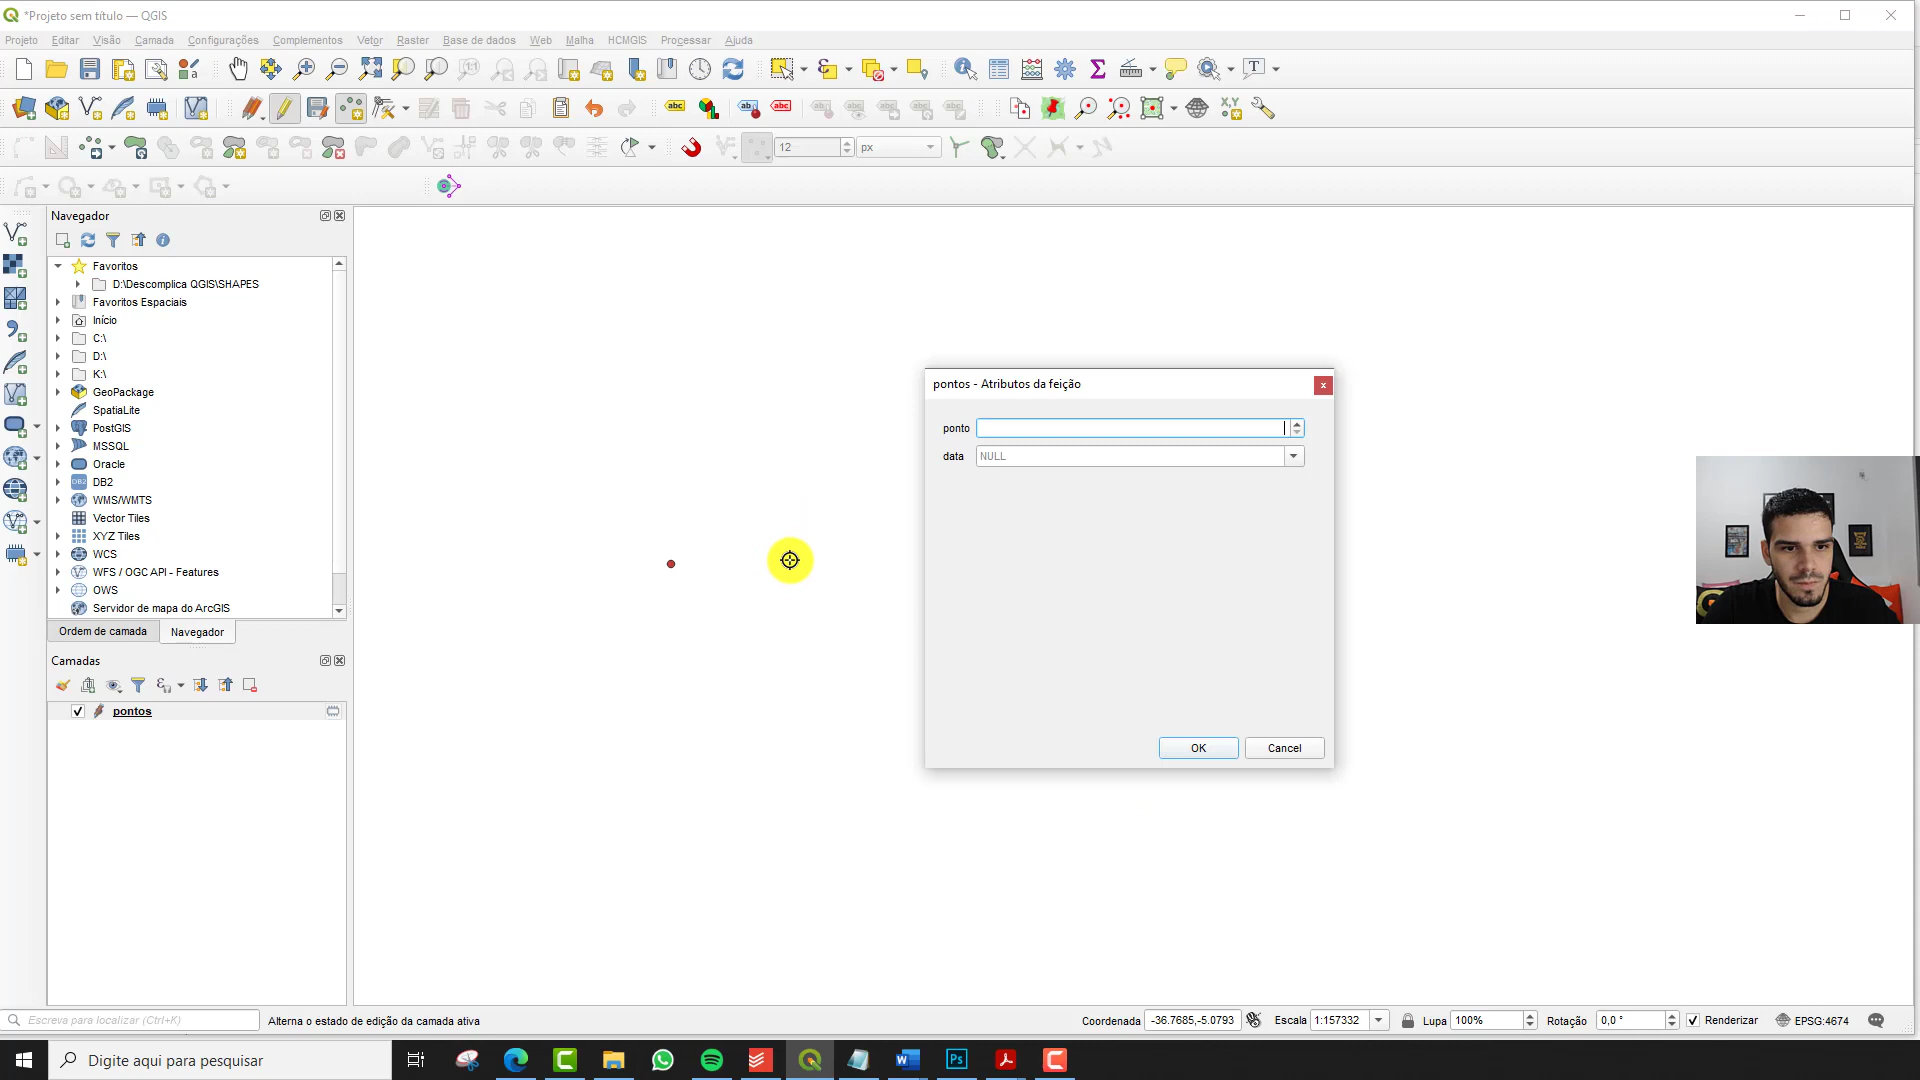 *Projeto sem título — QGIS
Projeto Editar Visão Camada Configurações Complementos Vetor Raster Base de dados Web Malha HCMGIS Processar Ajuda
12 px
Navegador
Favoritos
D:\Descomplica QGIS\SHAPES
Favoritos Espaciais
Início
C:\
D:\
K:\
GeoPackage
SpatiaLite
PostGIS
MSSQL
Oracle
DB2
WMS/WMTS
Vector Tiles
XYZ Tiles
WCS
WFS / OGC API - Features
OWS
Servidor de mapa do ArcGIS
Ordem de camada Navegador
Camadas
pontos
pontos - Atributos da feição
ponto
data NULL
OK Cancel
Escreva para localizar (Ctrl+K) Alterna o estado de edição da camada ativa Coordenada -36.7685,-5.0793 Escala 1:157332 Lupa 100% Rotação 0,0 ° Renderizar EPSG:4674
Digite aqui para pesquisar